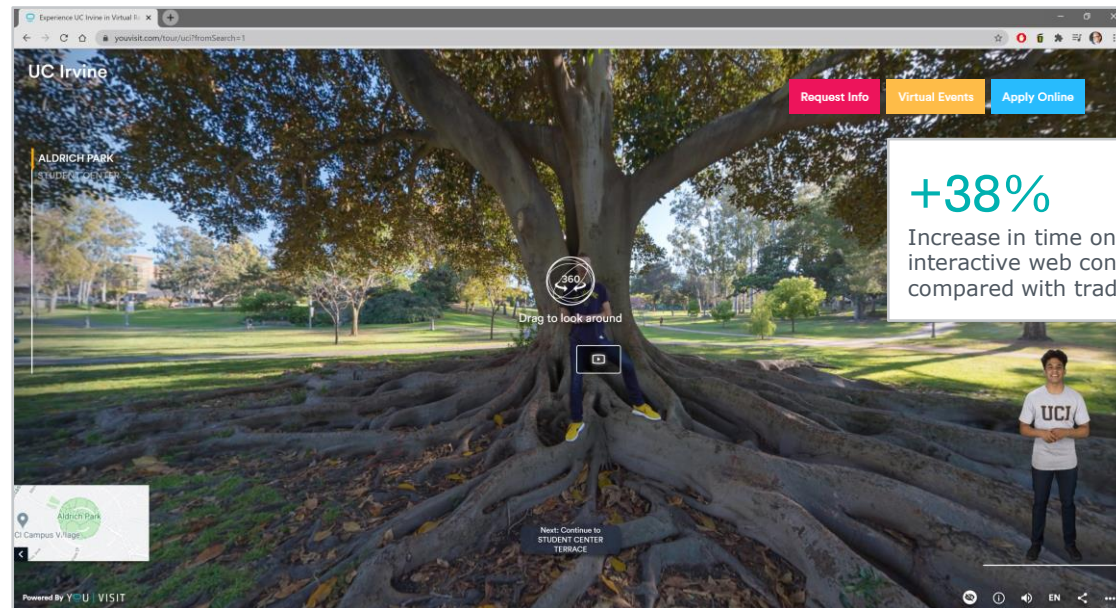 Experience UC Irvine in Virtual Re
youvisit.com/tour/uci?fromSearch=1
UC Irvine
Request Info
Virtual Events
Apply Online
ALDRICH PARK
STUDENT CENTER
+38%
Increase in time on
interactive web con
compared with trad
360
Drag to look around
UCI
Aldrich Park
CI Campus Village
Next: Continue to
STUDENT CENTER
TERRACE
Powered By YOU VISIT
EN